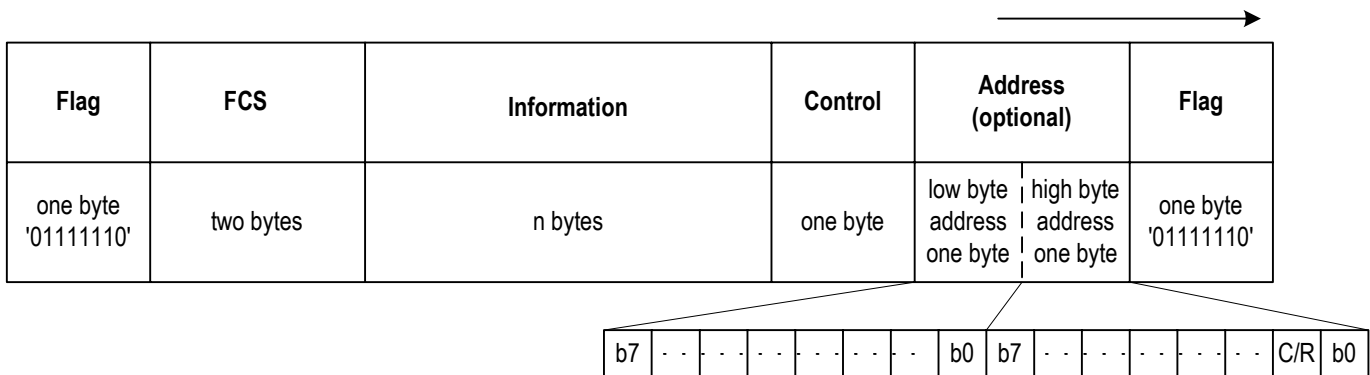 Flag
FCS
Information
Control
Address
(optional)
Flag
one byte
'01111110'
two bytes
n bytes
one byte
low byte
address
one byte
high byte
address
one byte
one byte
'01111110'
b7 b0 b7 C/R b0